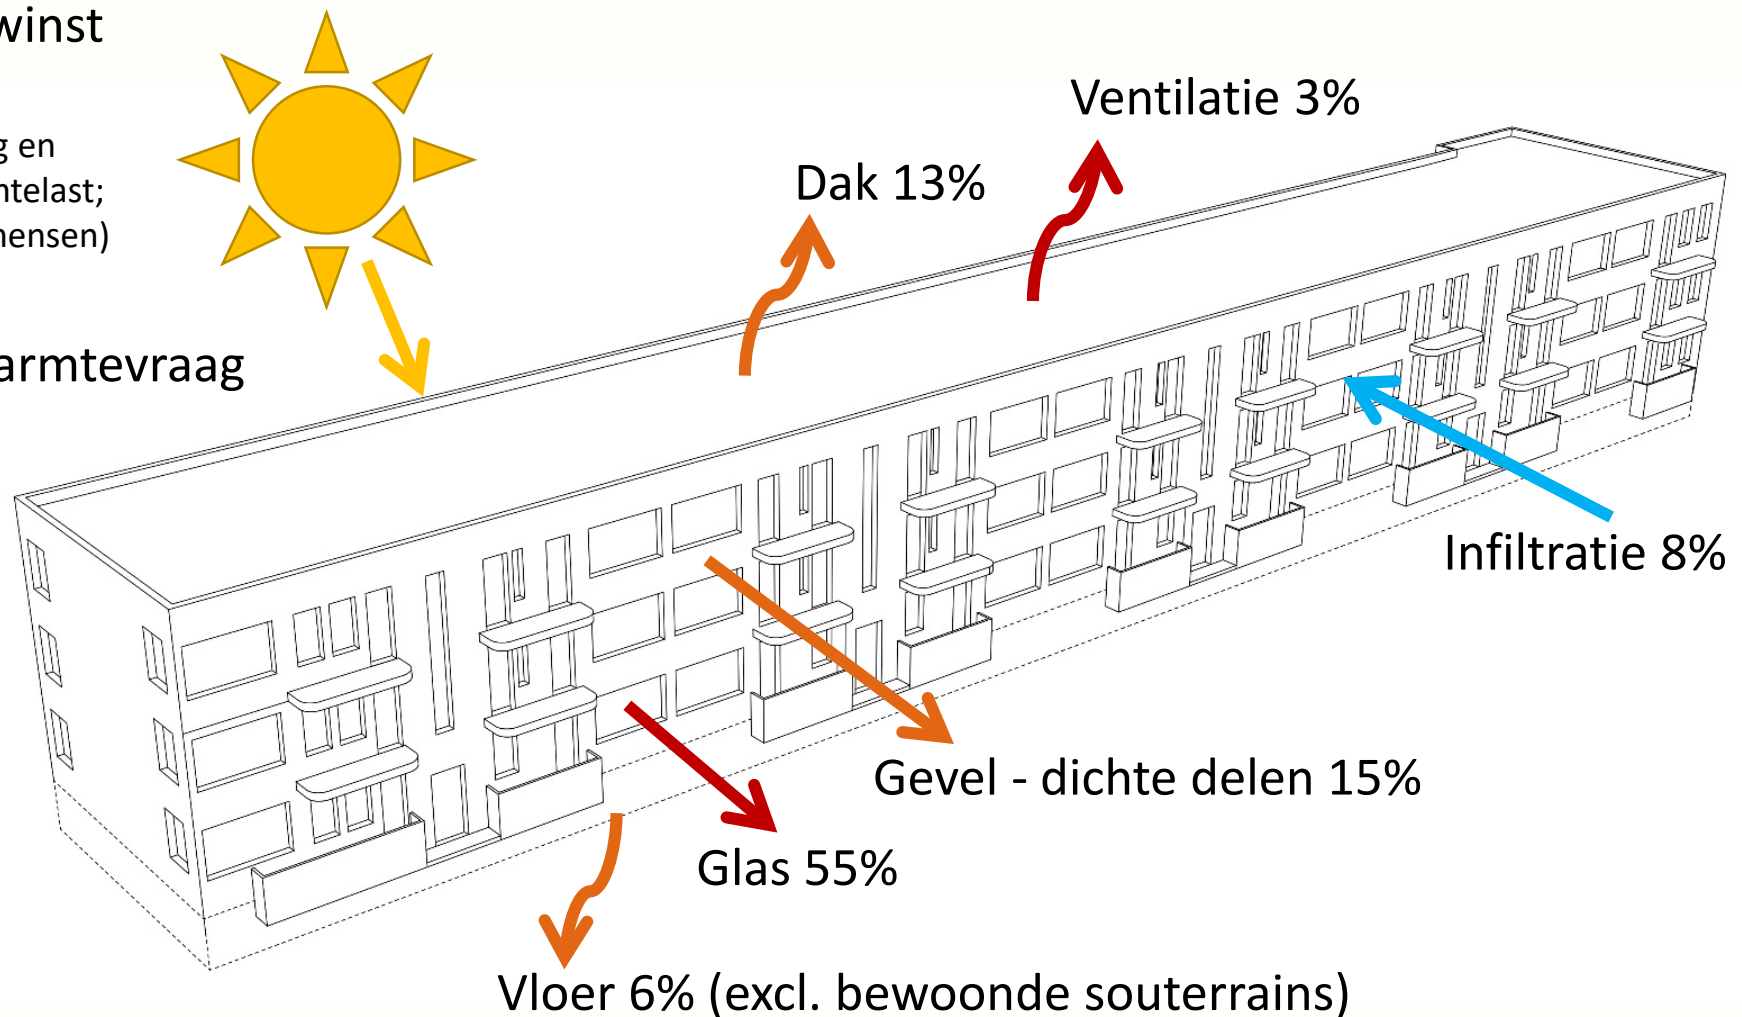 winst
g en
ntelast;
nensen)
armtevraag
Ventilatie 3%
Dak 13%
Infiltratie 8%
Gevel - dichte delen 15%
Glas 55%
Vloer 6% (excl. bewoonde souterrains)